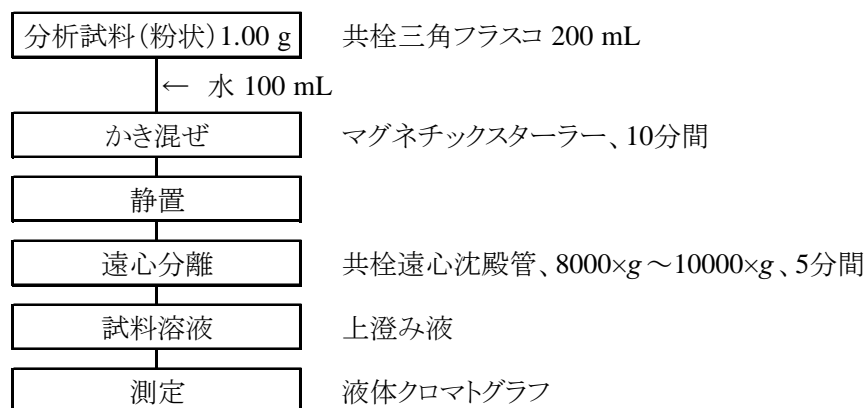 分析試料(粉状)1.00 g 共栓三角フラスコ 200 mL
← 水 100 mL
かき混ぜ マグネチックスターラー、10分間
静置
遠心分離 共栓遠心沈殿管、8000×g～10000×g、5分間
試料溶液 上澄み液
測定 液体クロマトグラフ